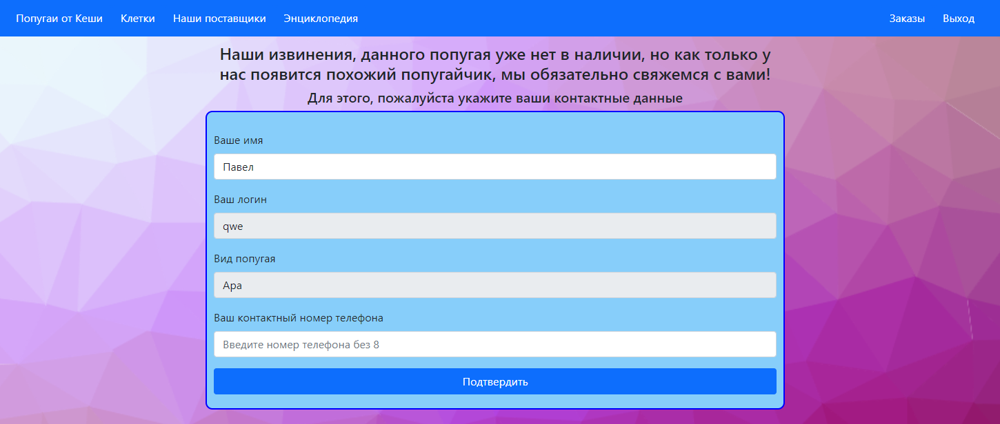 Попугаи от Кеши Клетки Наши поставщики Энциклопедия Заказы Выход
Наши извинения, данного попугая уже нет в наличии, но как только у
нас появится похожий попугайчик, мы обязательно свяжемся с вами!
Для этого, пожалуйста укажите ваши контактные данные
Ваше имя
Павел
Ваш логин
qwe
Вид попугая
Ара
Ваш контактный номер телефона
Введите номер телефона без 8
Подтвердить